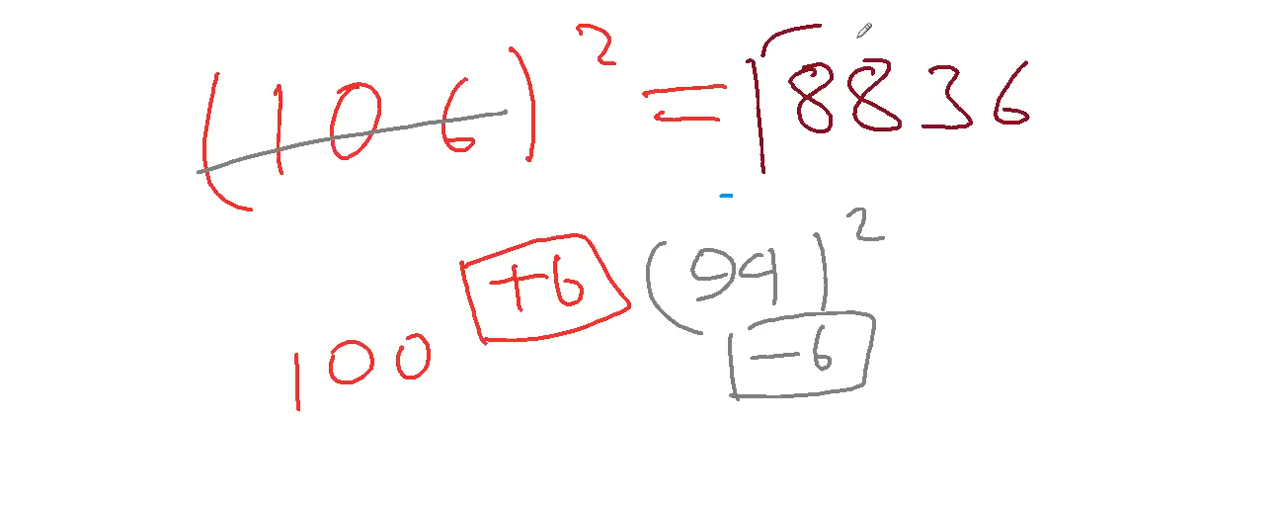 (106)² = √8836
-
+6 (94)²
100 -6